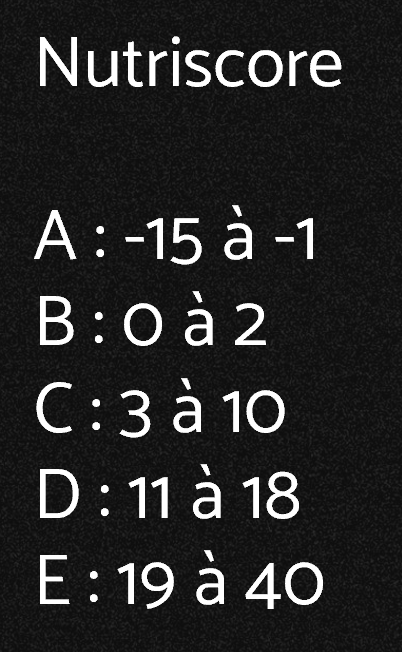 Nutriscore
A : -15 à -1
B : 0 à 2
C : 3 à 10
D : 11 à 18
E : 19 à 40